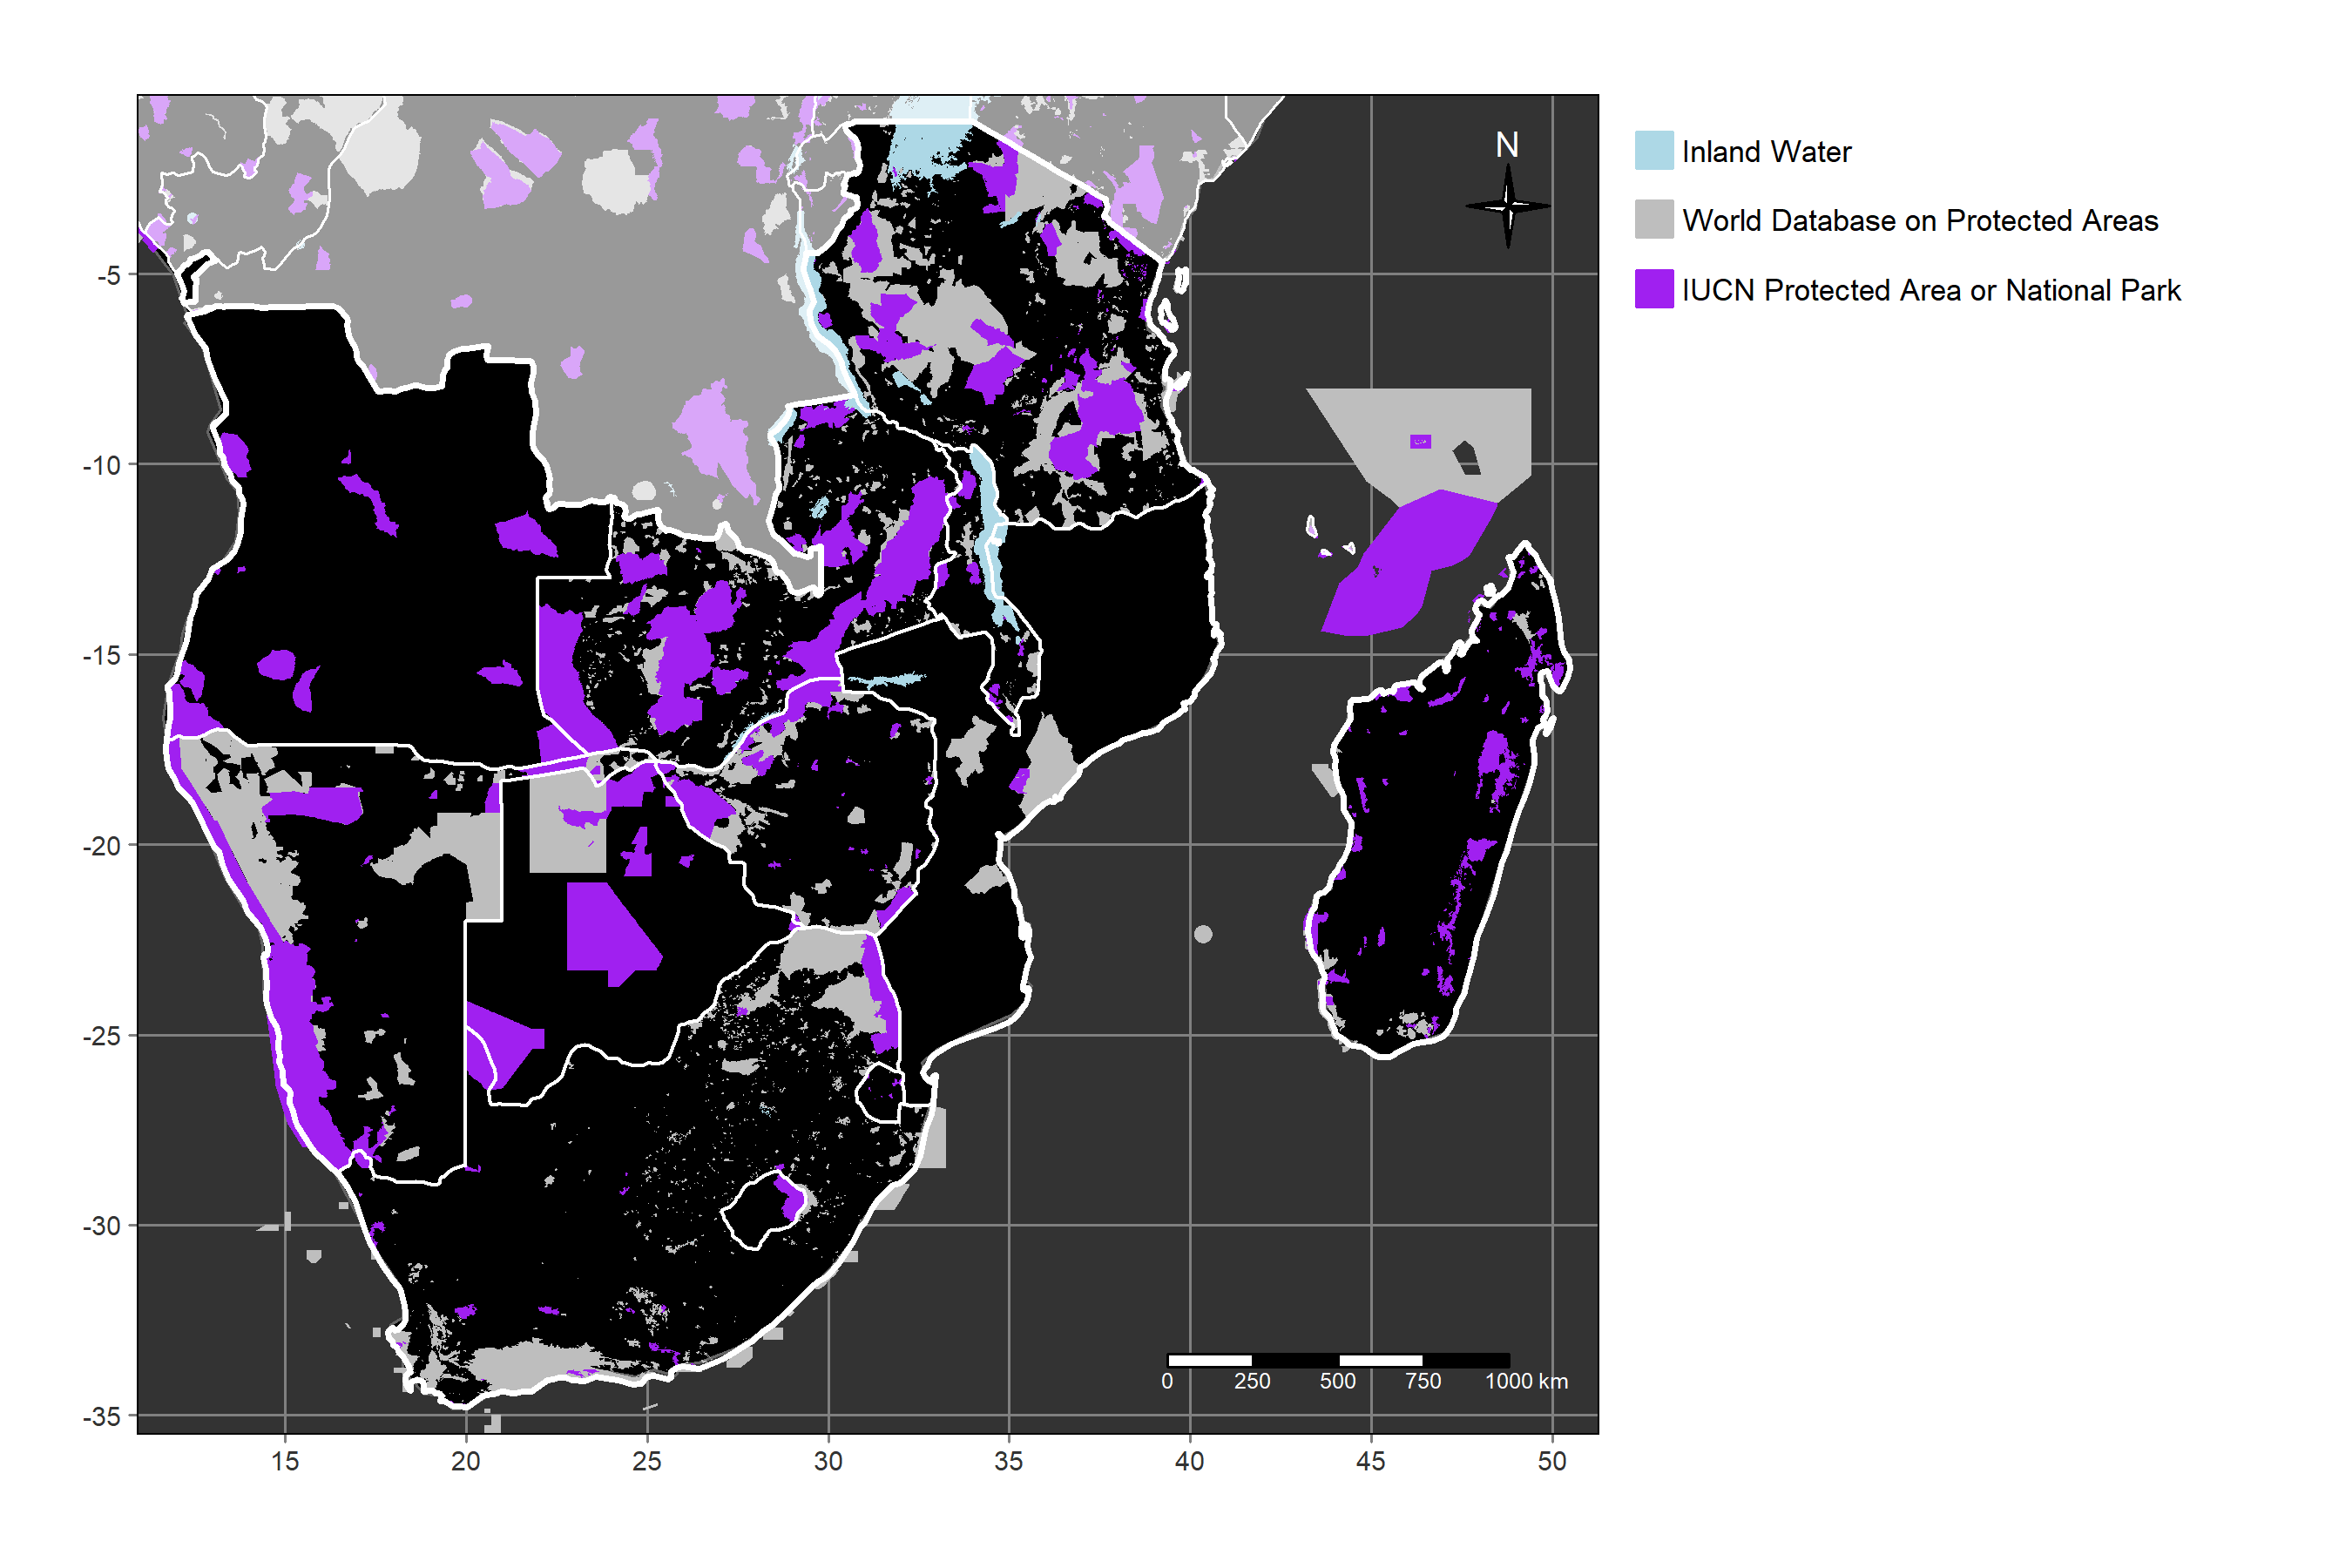 N
Inland Water
World Database on Protected Areas
IUCN Protected Area or National Park
-5
-10
-15
-20
-25
-30
-35
0 250 500 750 1000 km
15 20 25 30 35 40 45 50